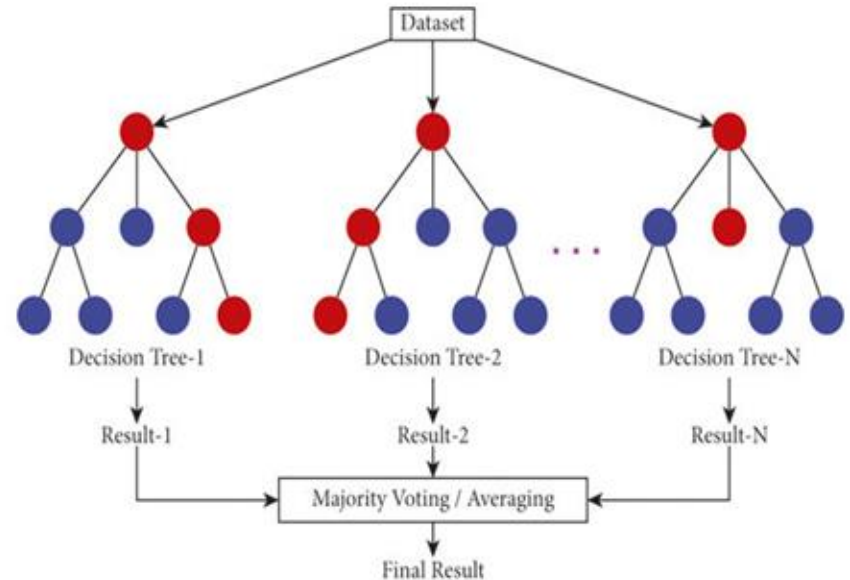 Dataset
. . .
Decision Tree-1
Decision Tree-2
Decision Tree-N
Result-1
Result-2
Result-N
Majority Voting / Averaging
Final Result